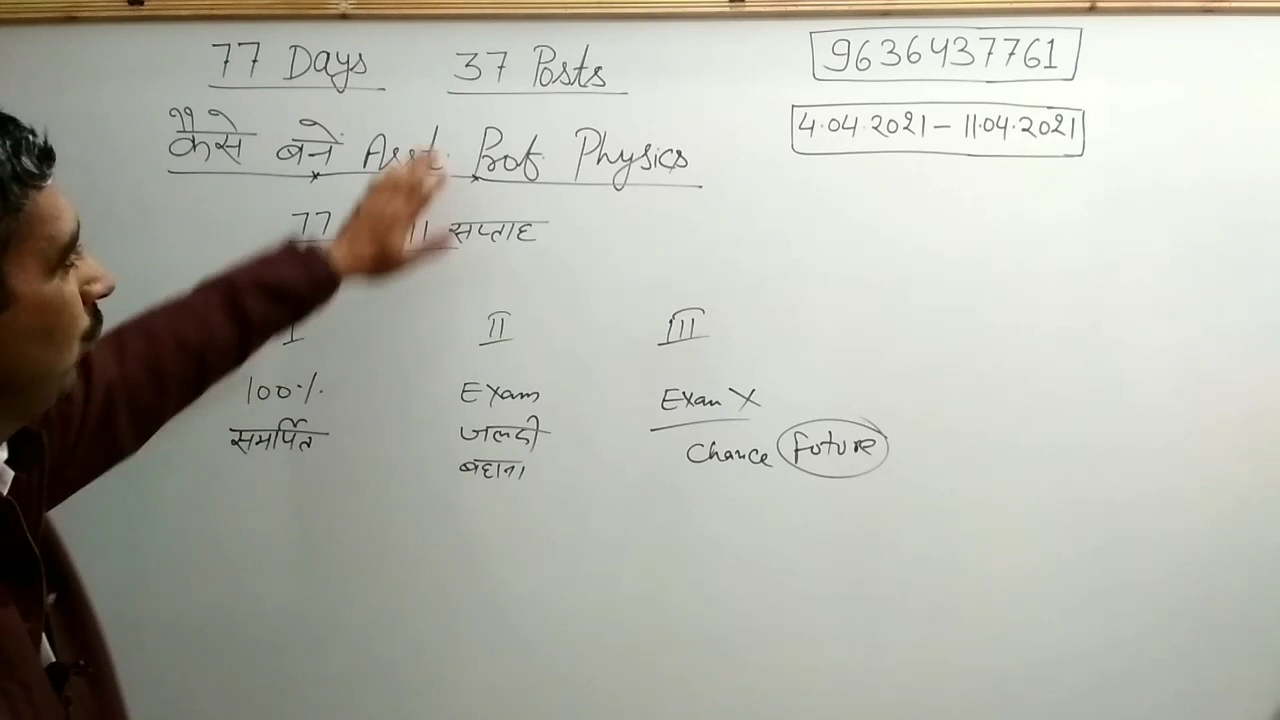 77 Days 37 Posts
9636437761
4.04.2021 - 11.04.2021
कैसे बने Asst. Prof. Physics
77 11 सप्ताह
I II III
100% Exam Exam X
समर्पित जल्दी Chance Future
बहाना